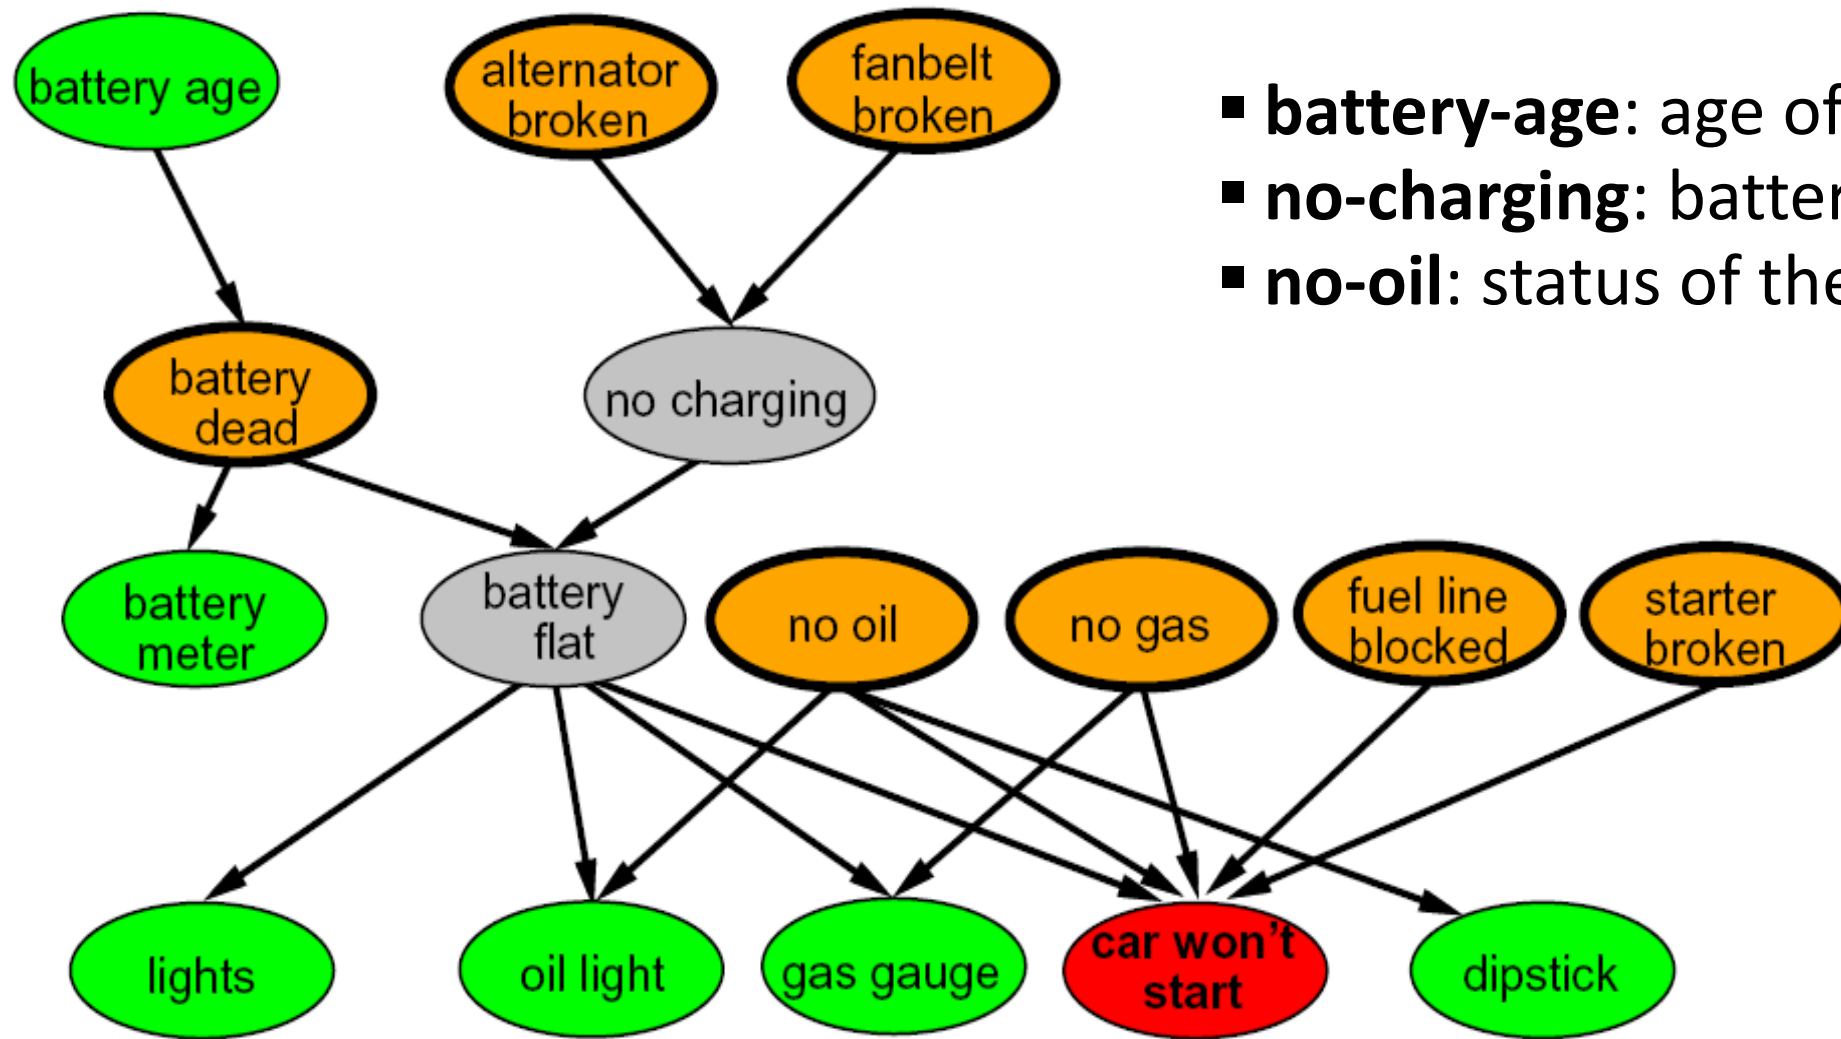 battery age
alternator
broken
fanbelt
broken
▪ battery-age: age of
▪ no-charging: batter
▪ no-oil: status of the
battery
dead
no charging
battery
meter
battery
flat
no oil
no gas
fuel line
blocked
starter
broken
lights
oil light
gas gauge
car won't
start
dipstick